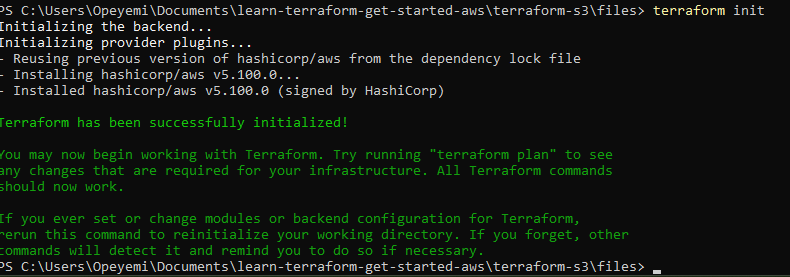 PS C:\Users\Opeyemi\Documents\learn-terraform-get-started-aws\terraform-s3\files> terraform init
Initializing the backend...
Initializing provider plugins...
- Reusing previous version of hashicorp/aws from the dependency lock file
- Installing hashicorp/aws v5.100.0...
- Installed hashicorp/aws v5.100.0 (signed by HashiCorp)
Terraform has been successfully initialized!
You may now begin working with Terraform. Try running "terraform plan" to see
any changes that are required for your infrastructure. All Terraform commands
should now work.
If you ever set or change modules or backend configuration for Terraform,
rerun this command to reinitialize your working directory. If you forget, other
commands will detect it and remind you to do so if necessary.
PS C:\Users\Opeyemi\Documents\learn-terraform-get-started-aws\terraform-s3\files>